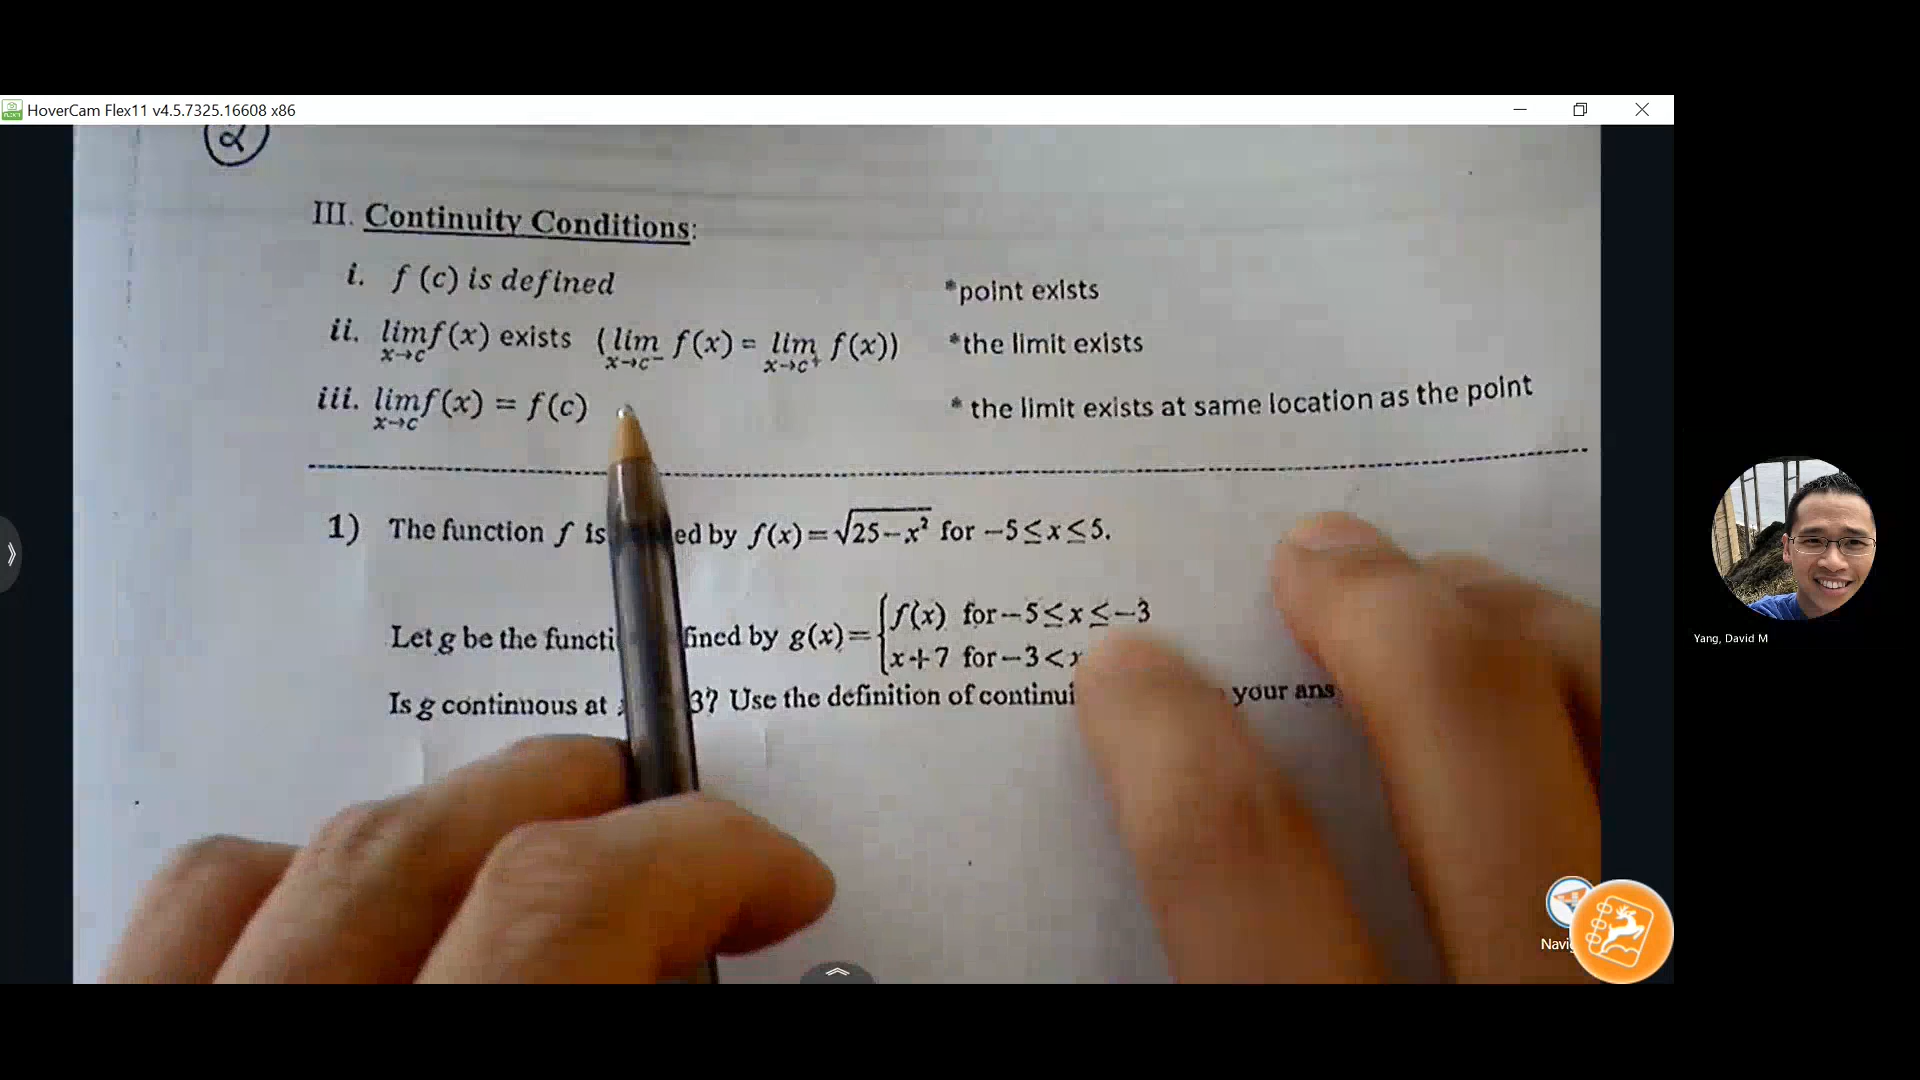 HoverCam Flex11 v4.5.7325.16608 x86
2
III. Continuity Conditions:
i. f (c) is defined *point exists
ii. lim x→c f(x) exists (lim x→c⁻ f(x) = lim x→c⁺ f(x)) *the limit exists
iii. lim x→c f(x) = f(c) * the limit exists at same location as the point
1) The function f is ed by f(x)=√25−x² for −5≤x≤5.
Let g be the functi fined by g(x)= { f(x) for −5≤x≤−3
x+7 for −3<x
Is g continuous at 3? Use the definition of continui your ans
Yang, David M
Navi